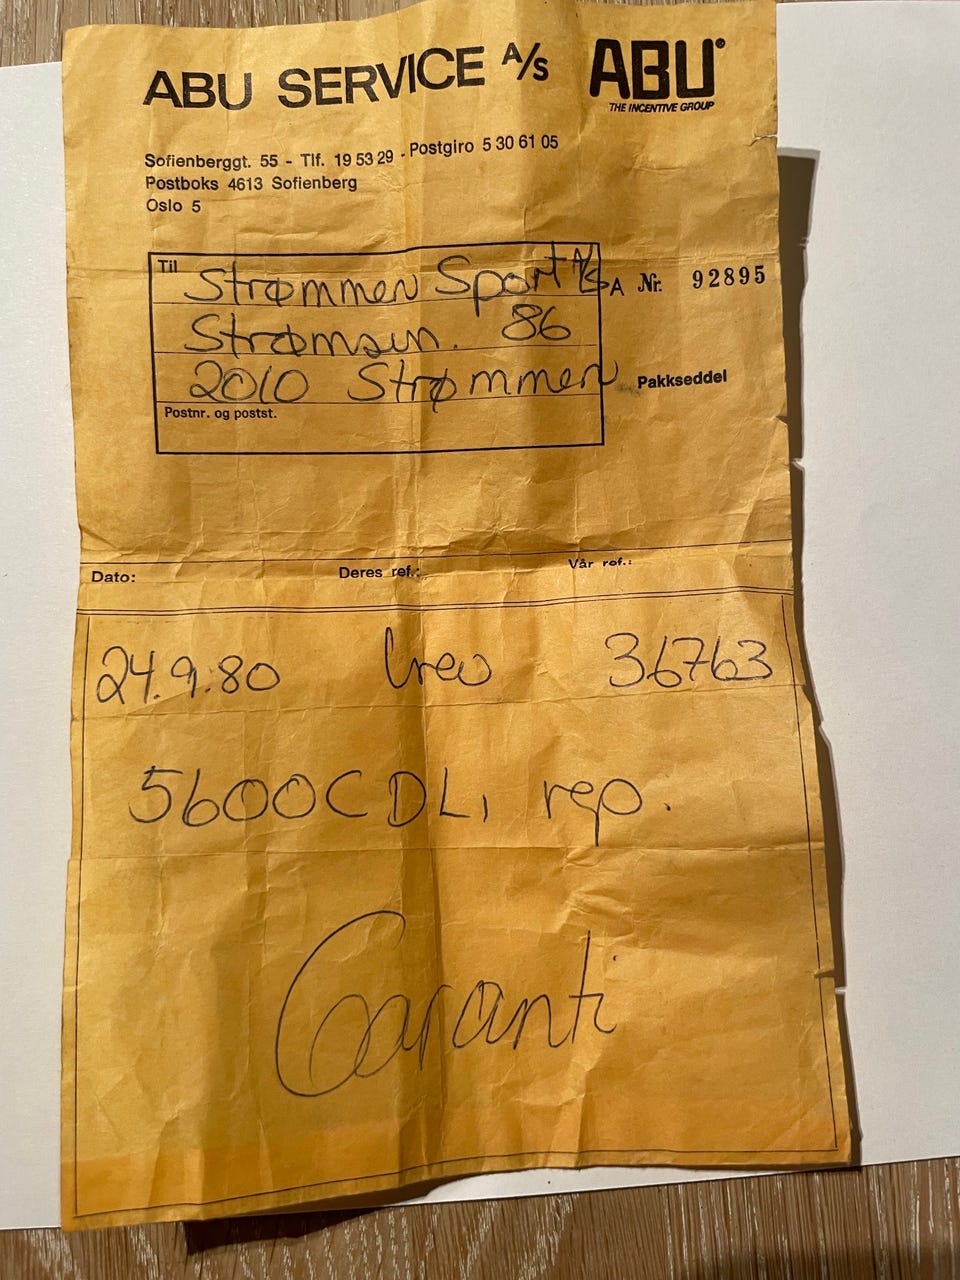 ABU SERVICE A/S
ABU®
THE INCENTIVE GROUP
Sofienberggt. 55 - Tlf. 19 53 29 - Postgiro 5 30 61 05
Postboks 4613 Sofienberg
Oslo 5
Til
Strømmen Sport A/S
A Nr. 92895
86
2010 Strømmen
Pakkseddel
Postnr. og postst.
Dato: Deres ref.: Vår ref.:
24.9.80 brev 36763
5600CDL, rep.
Garanti